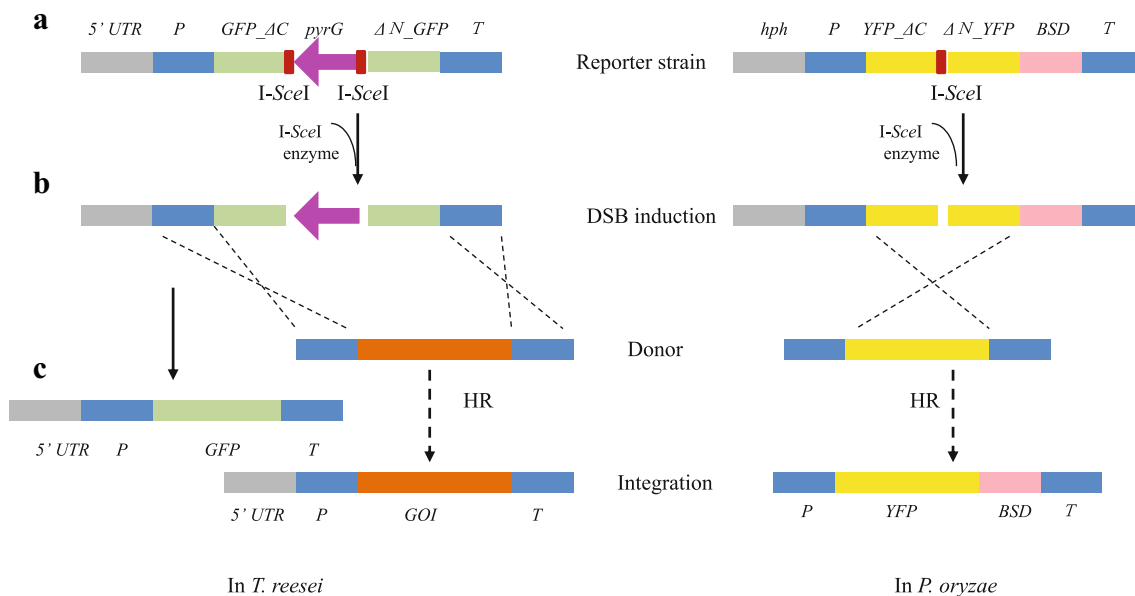 a
5' UTR P GFP_ΔC pyrG Δ N_GFP T
hph P YFP_ΔC Δ N_YFP BSD T
Reporter strain
I-SceI I-SceI
I-SceI
I-SceI
enzyme
I-SceI
enzyme
b
DSB induction
Donor
c
HR
HR
5' UTR P GFP T
Integration
5' UTR P GOI T
P YFP BSD T
In T. reesei
In P. oryzae